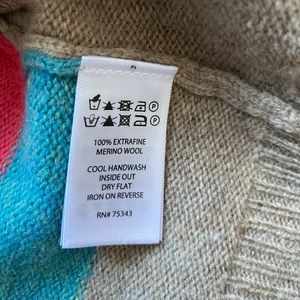 100% EXTRAFINE
MERINO WOOL
COOL HANDWASH
INSIDE OUT
DRY FLAT
IRON ON REVERSE
RN# 75343